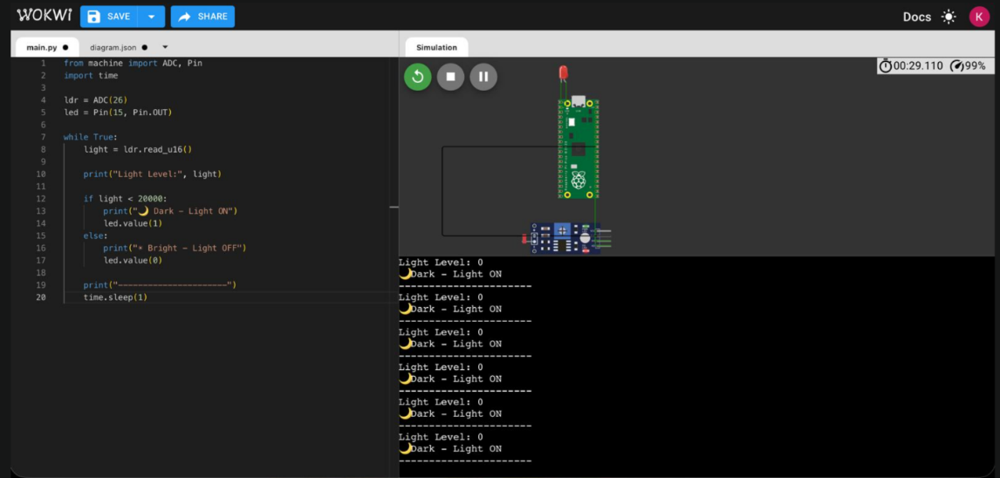 WOKWi SAVE SHARE Docs K
main.py diagram.json
1 from machine import ADC, Pin
2 import time
3
4 ldr = ADC(26)
5 led = Pin(15, Pin.OUT)
6
7 while True:
8 light = ldr.read_u16()
9
10 print("Light Level:", light)
11
12 if light < 20000:
13 print("🌙 Dark – Light ON")
14 led.value(1)
15 else:
16 print("☀ Bright – Light OFF")
17 led.value(0)
18
19 print("----------------------")
20 time.sleep(1)
Simulation
00:29.110 99%
Light Level: 0
🌙Dark – Light ON
----------------------
Light Level: 0
🌙Dark – Light ON
----------------------
Light Level: 0
🌙Dark – Light ON
----------------------
Light Level: 0
🌙Dark – Light ON
----------------------
Light Level: 0
🌙Dark – Light ON
----------------------
Light Level: 0
🌙Dark – Light ON
----------------------